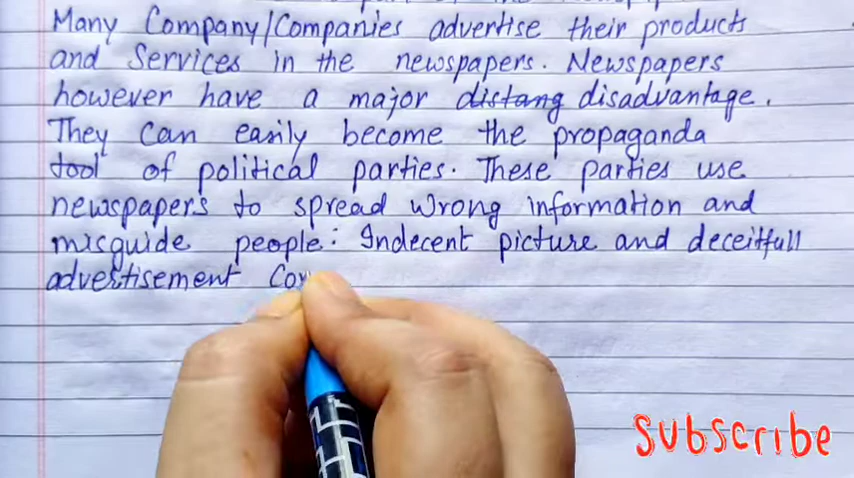 Many Company/Companies advertise their products
and Services in the newspapers. Newspapers
however have a major distang disadvantage.
They can easily become the propaganda
tool of political parties. These parties use
newspapers to spread wrong information and
misguide people: Indecent picture and deceitfull
advertisement
Subscribe